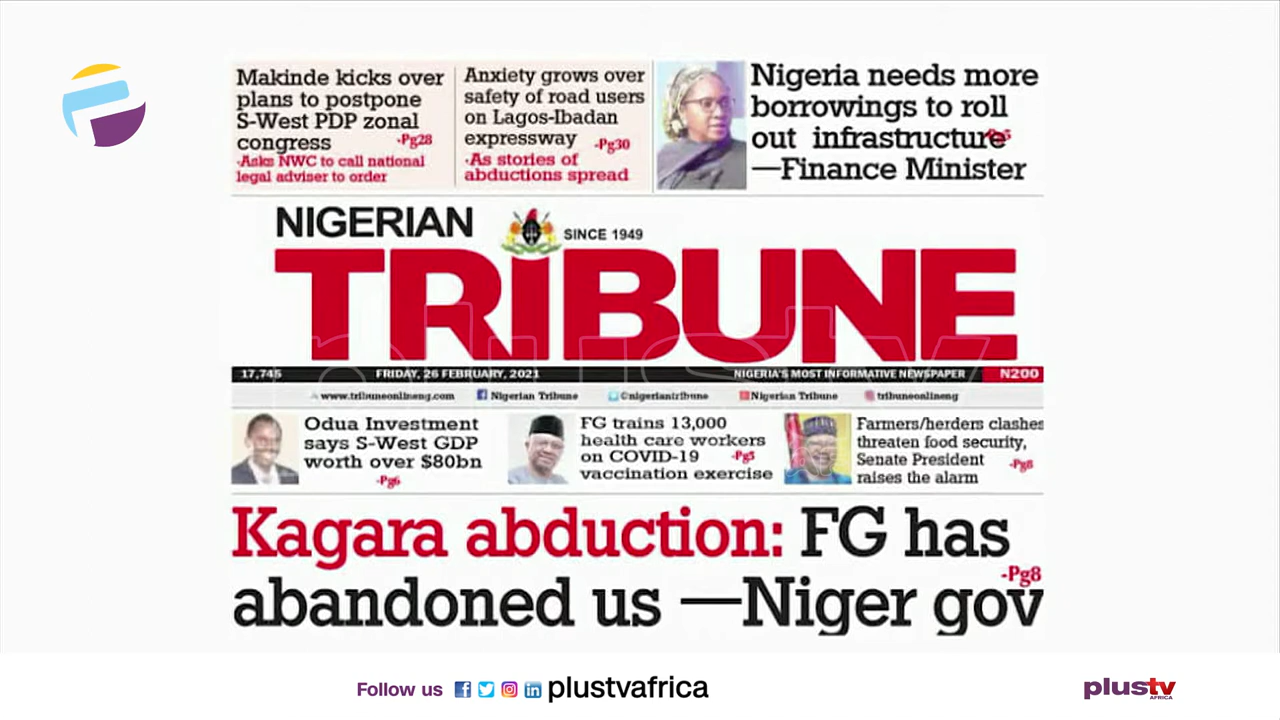 Makinde kicks over
plans to postpone
S-West PDP zonal
congress -Pg28
·Asks NWC to call national
legal adviser to order
Anxiety grows over
safety of road users
on Lagos-Ibadan
expressway -Pg30
·As stories of
abductions spread
Nigeria needs more
borrowings to roll
out infrastructure -Pg5
—Finance Minister
NIGERIAN
SINCE 1949
TRIBUNE
17,745 FRIDAY, 26 FEBRUARY, 2021 NIGERIA'S MOST INFORMATIVE NEWSPAPER N200
www.tribuneonlineng.com Nigerian Tribune @nigeriantribune Nigerian Tribune tribuneonlineng
Odua Investment
says S-West GDP
worth over $80bn
-Pg6
FG trains 13,000
health care workers
on COVID-19 -Pg5
vaccination exercise
Farmers/herders clashes
threaten food security,
Senate President -Pg8
raises the alarm
Kagara abduction: FG has
-Pg8
abandoned us —Niger gov
plustv
Follow us plustvafrica
plustv
AFRICA